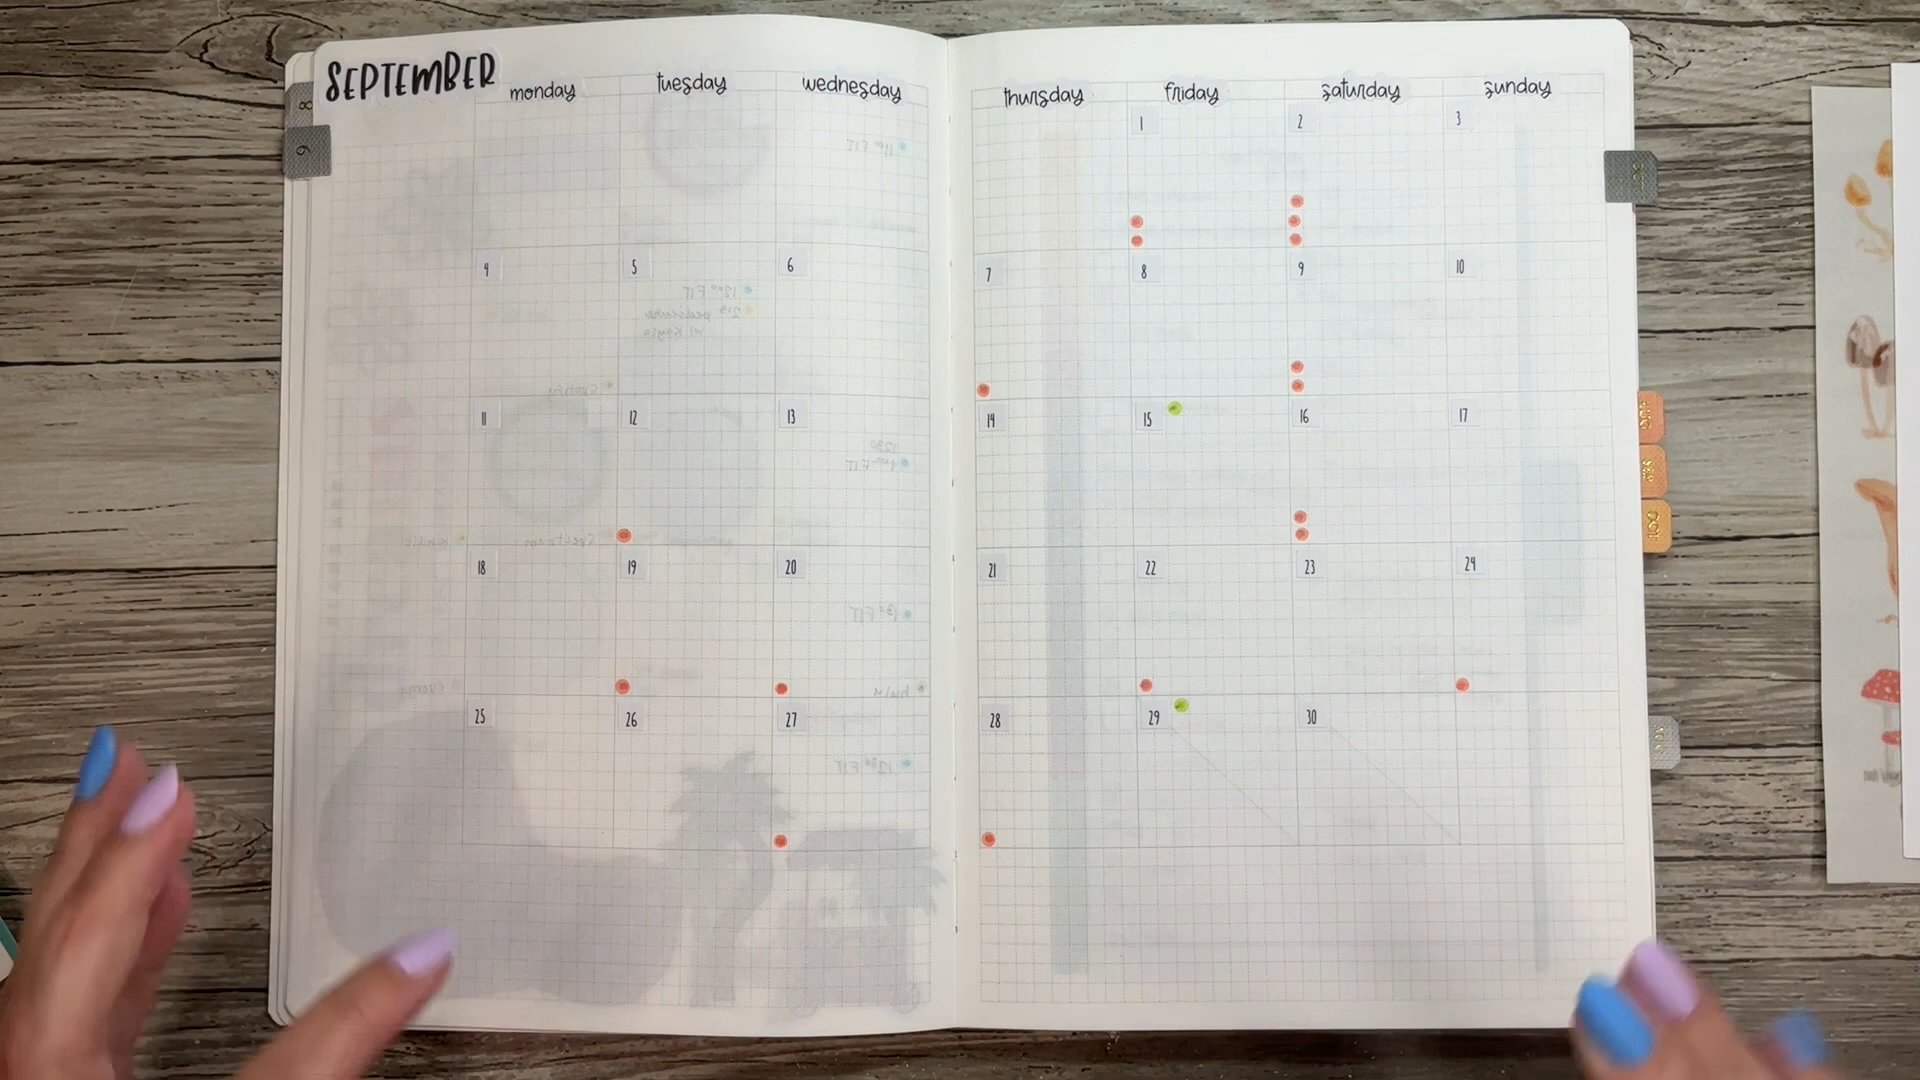 SEPTEMBER
monday tuesday wednesday thursday friday saturday sunday
1 2 3
4 5 6 7 8 9 10
11 12 13 14 15 16 17
18 19 20 21 22 23 24
25 26 27 28 29 30
8
9